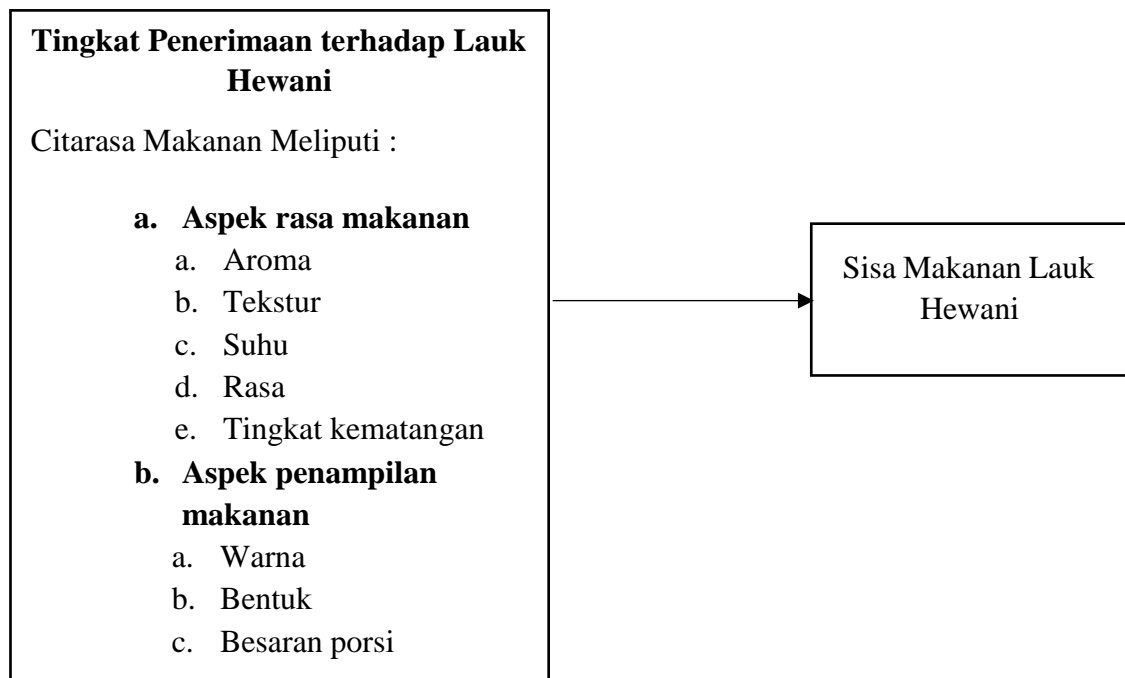 Tingkat Penerimaan terhadap Lauk
Hewani
Citarasa Makanan Meliputi :
a. Aspek rasa makanan
a. Aroma
b. Tekstur
c. Suhu
d. Rasa
e. Tingkat kematangan
b. Aspek penampilan
makanan
a. Warna
b. Bentuk
c. Besaran porsi
Sisa Makanan Lauk
Hewani